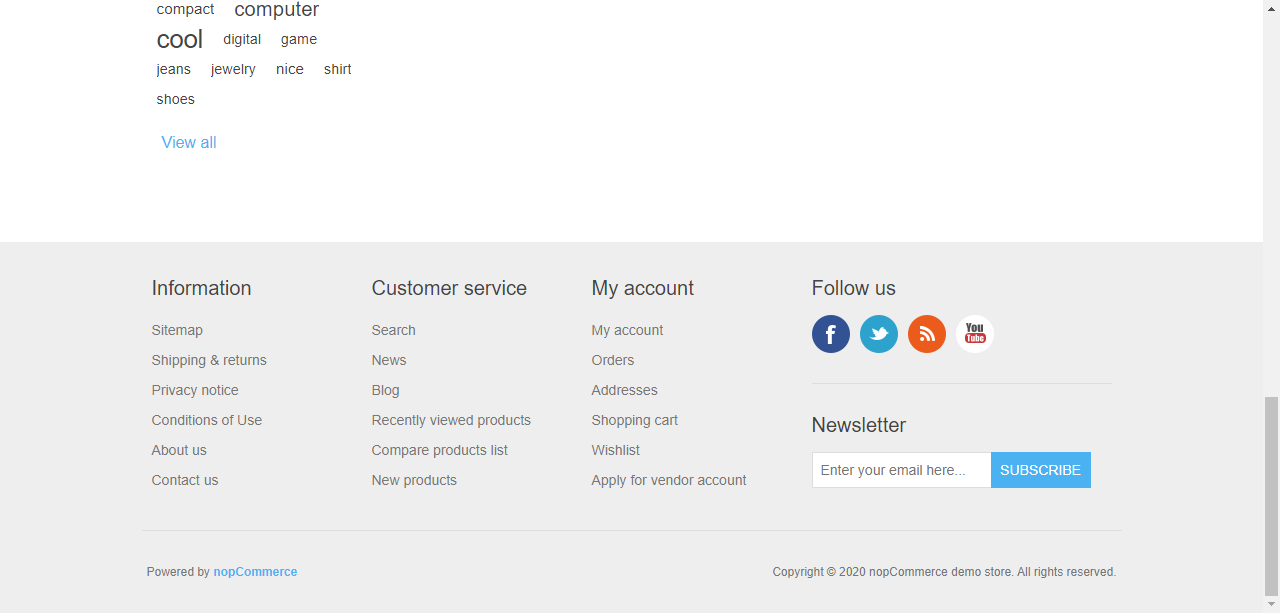 compact computer
cool digital game
jeans jewelry nice shirt
shoes
View all
Information
Sitemap
Shipping & returns
Privacy notice
Conditions of Use
About us
Contact us
Customer service
Search
News
Blog
Recently viewed products
Compare products list
New products
My account
My account
Orders
Addresses
Shopping cart
Wishlist
Apply for vendor account
Follow us
f
You
Tube
Newsletter
Enter your email here... SUBSCRIBE
Powered by nopCommerce
Copyright © 2020 nopCommerce demo store. All rights reserved.